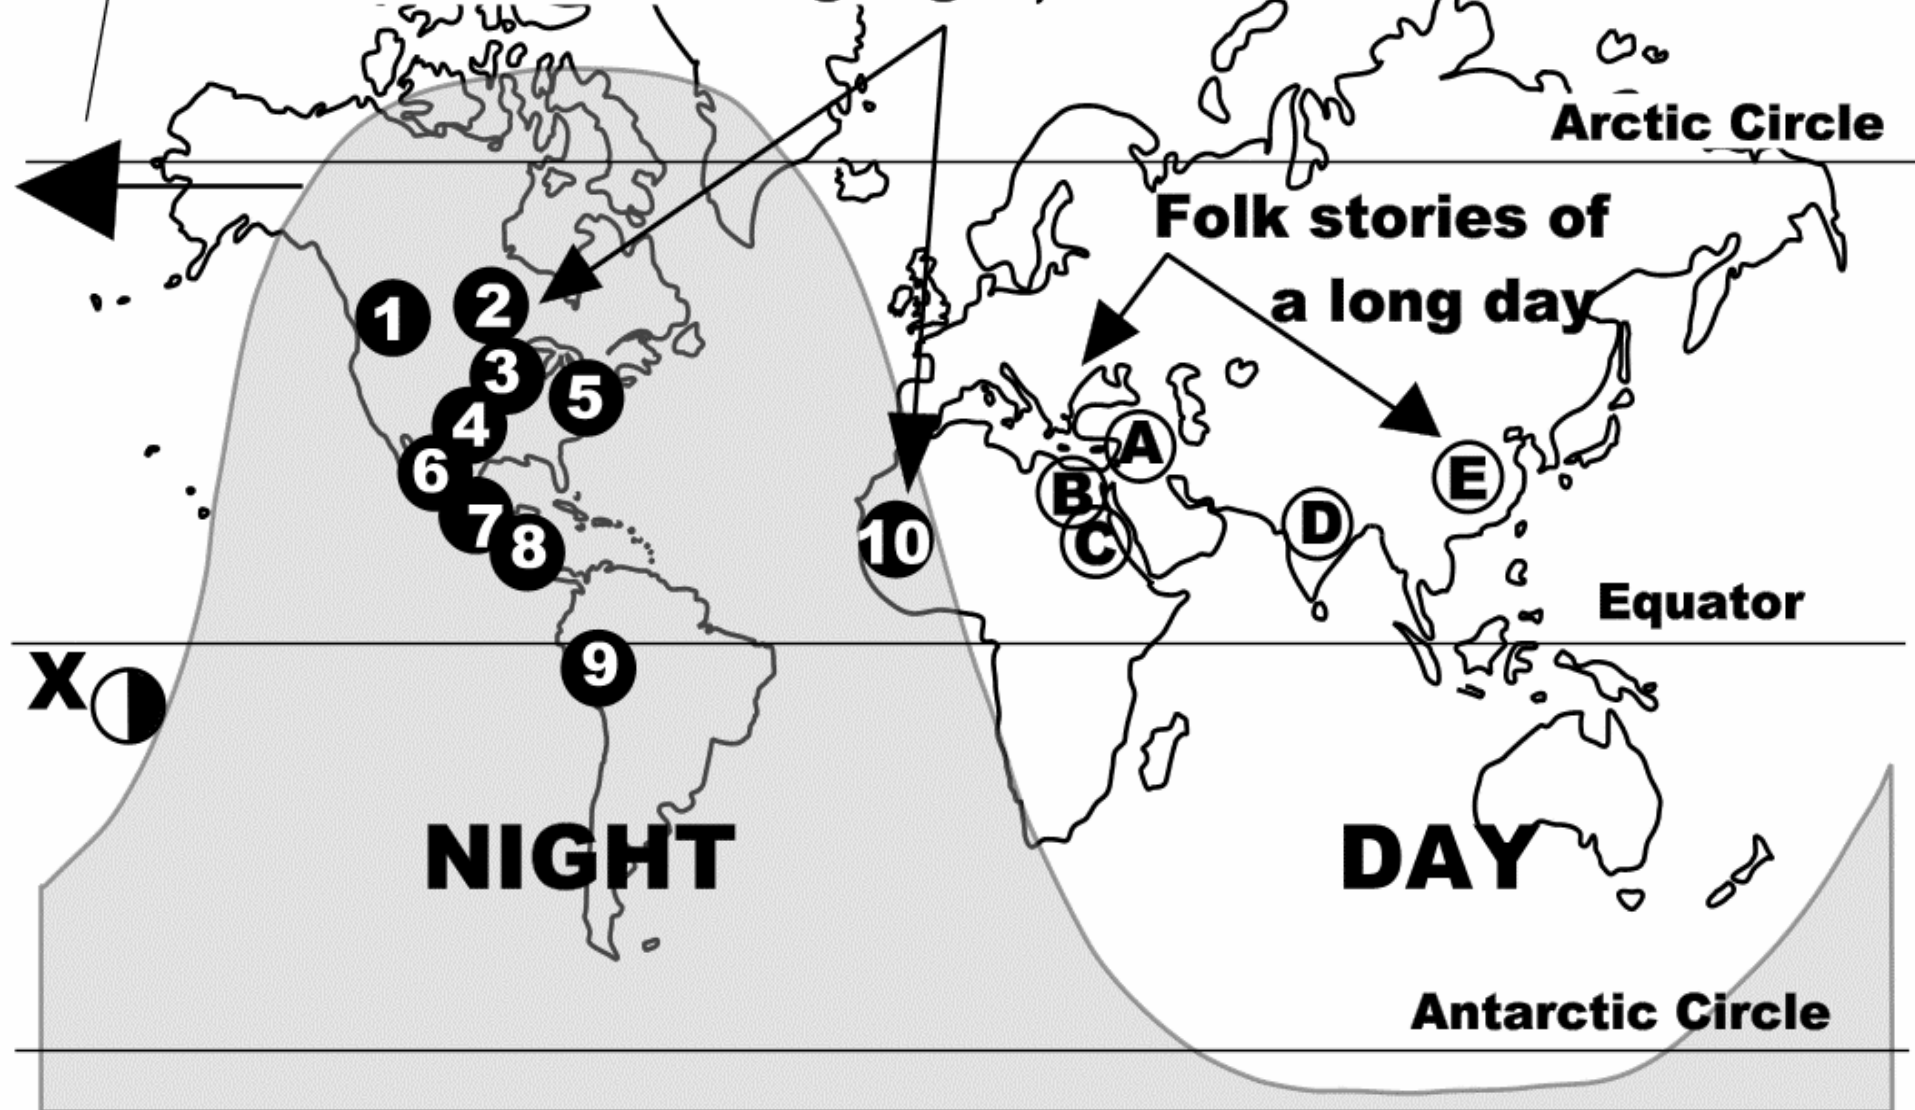 Arctic Circle
Folk stories of
a long day
1
2
3
4
5
6
7
8
9
10
A
B
C
D
E
Equator
X
NIGHT
DAY
Antarctic Circle